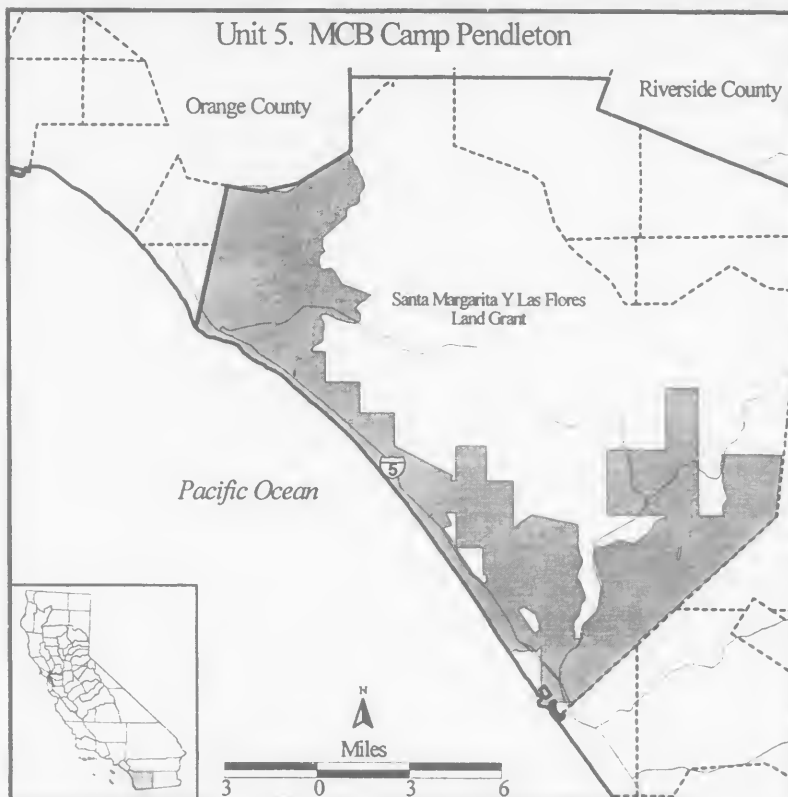 Unit 5. MCB Camp Pendleton
Orange County
Riverside County
Santa Margarita Y Las Flores
Land Grant
5
Pacific Ocean
N
Miles
3 0 3 6